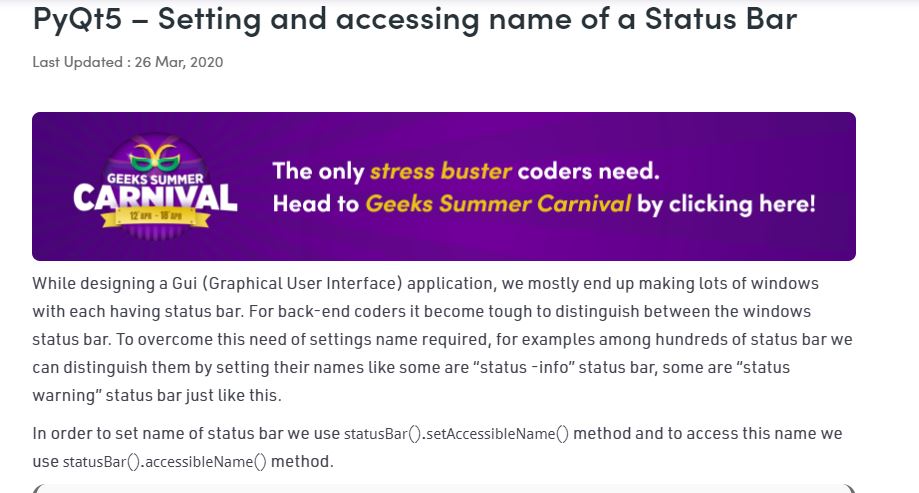 PyQt5 – Setting and accessing name of a Status Bar
Last Updated : 26 Mar, 2020
GEEKS SUMMER
CARNIVAL
12 APR - 18 APR
The only stress buster coders need.
Head to Geeks Summer Carnival by clicking here!
While designing a Gui (Graphical User Interface) application, we mostly end up making lots of windows
with each having status bar. For back-end coders it become tough to distinguish between the windows
status bar. To overcome this need of settings name required, for examples among hundreds of status bar we
can distinguish them by setting their names like some are “status -info” status bar, some are “status
warning” status bar just like this.
In order to set name of status bar we use statusBar().setAccessibleName() method and to access this name we
use statusBar().accessibleName() method.